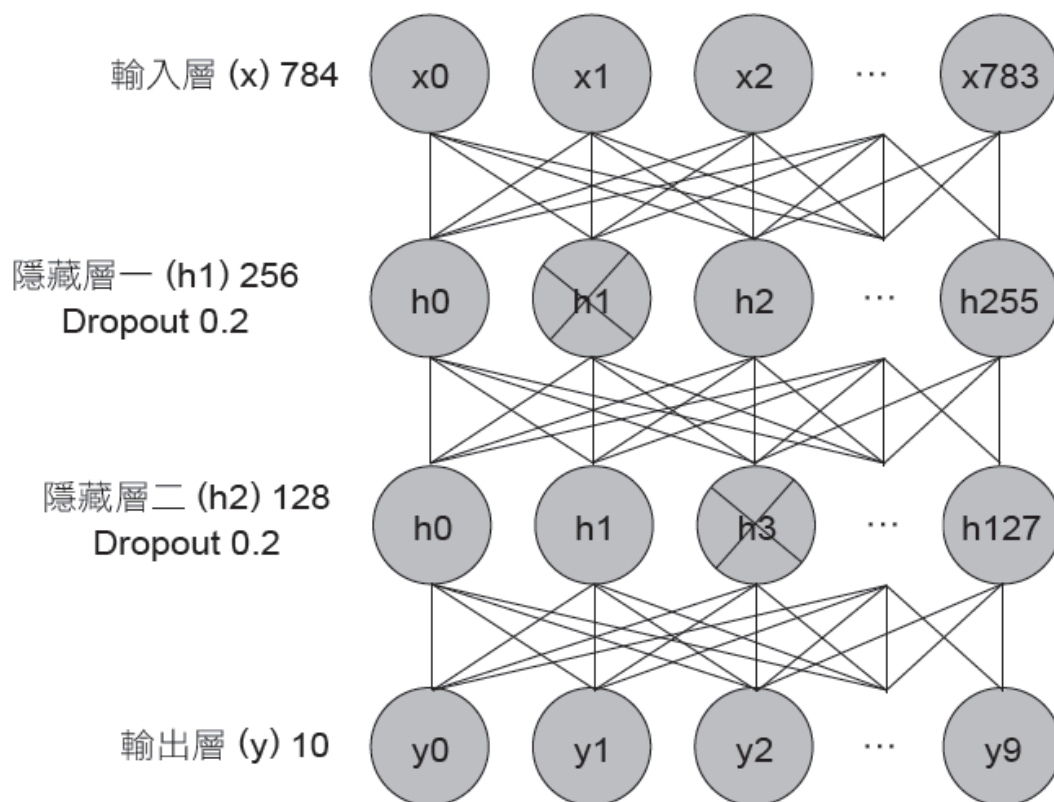 輸入層 (x) 784 x0 x1 x2 ... x783
隱藏層一 (h1) 256
Dropout 0.2
h0 h1 h2 ... h255
隱藏層二 (h2) 128
Dropout 0.2
h0 h1 h3 ... h127
輸出層 (y) 10 y0 y1 y2 ... y9